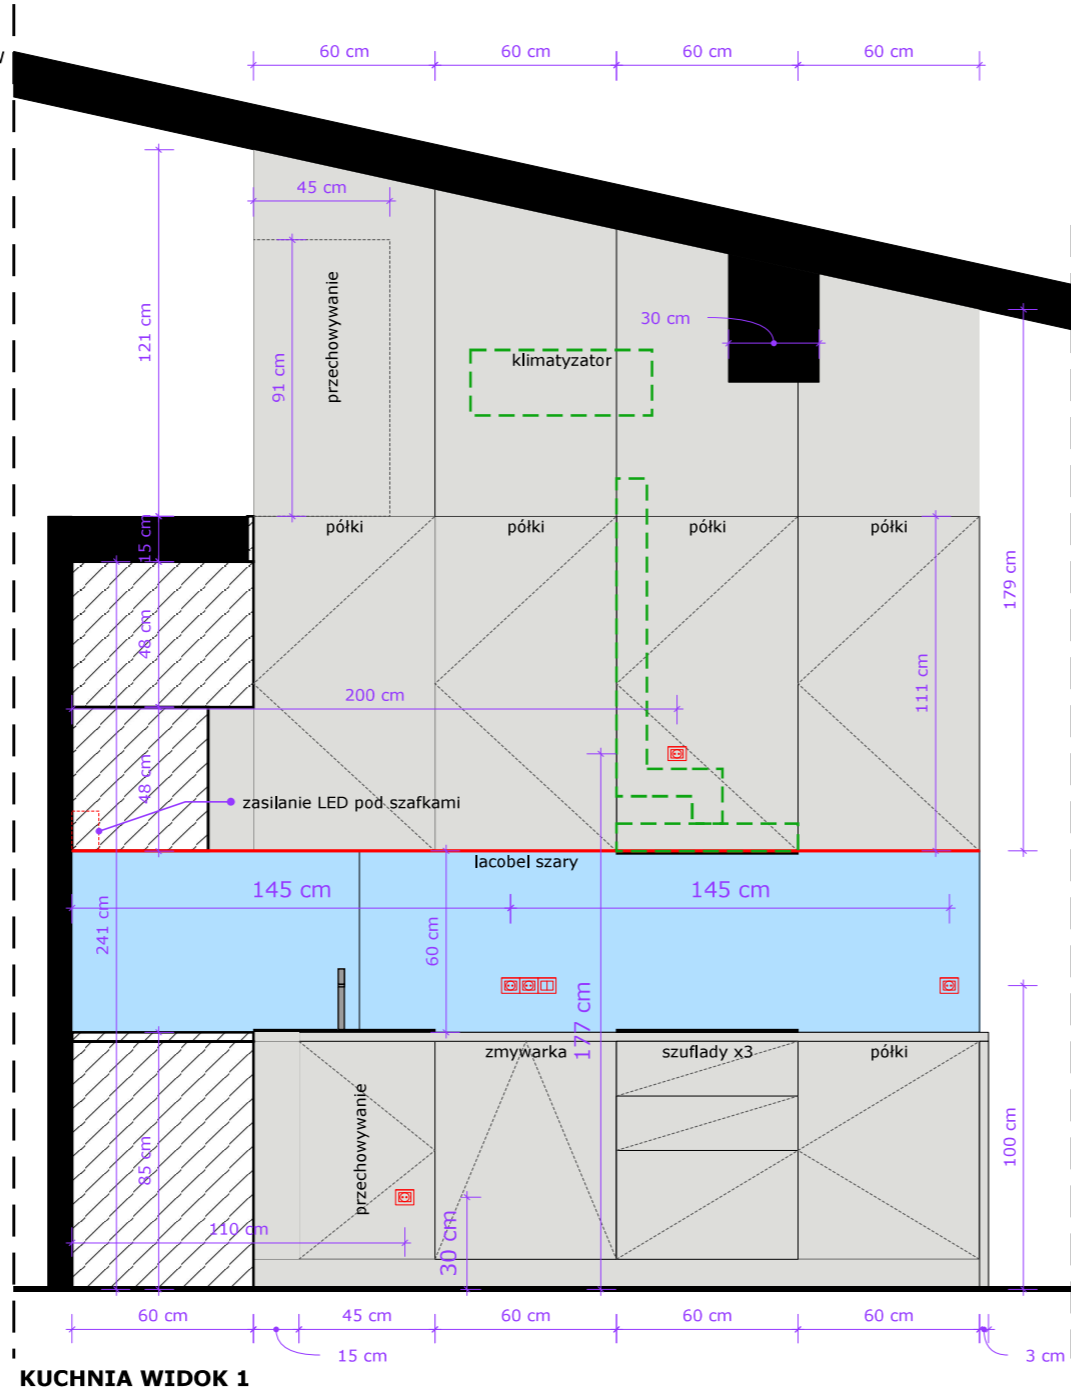 60 cm
60 cm
60 cm
60 cm
45 cm
121 cm
91 cm
przechowywanie
klimatyzator
30 cm
179 cm
15 cm
półki
półki
półki
półki
48 cm
200 cm
111 cm
48 cm
zasilanie LED pod szafkami
lacobel szary
145 cm
145 cm
241 cm
60 cm
177 cm
zmywarka
szuflady x3
półki
przechowywanie
85 cm
100 cm
110 cm
30 cm
60 cm
45 cm
60 cm
60 cm
60 cm
15 cm
3 cm
KUCHNIA WIDOK 1